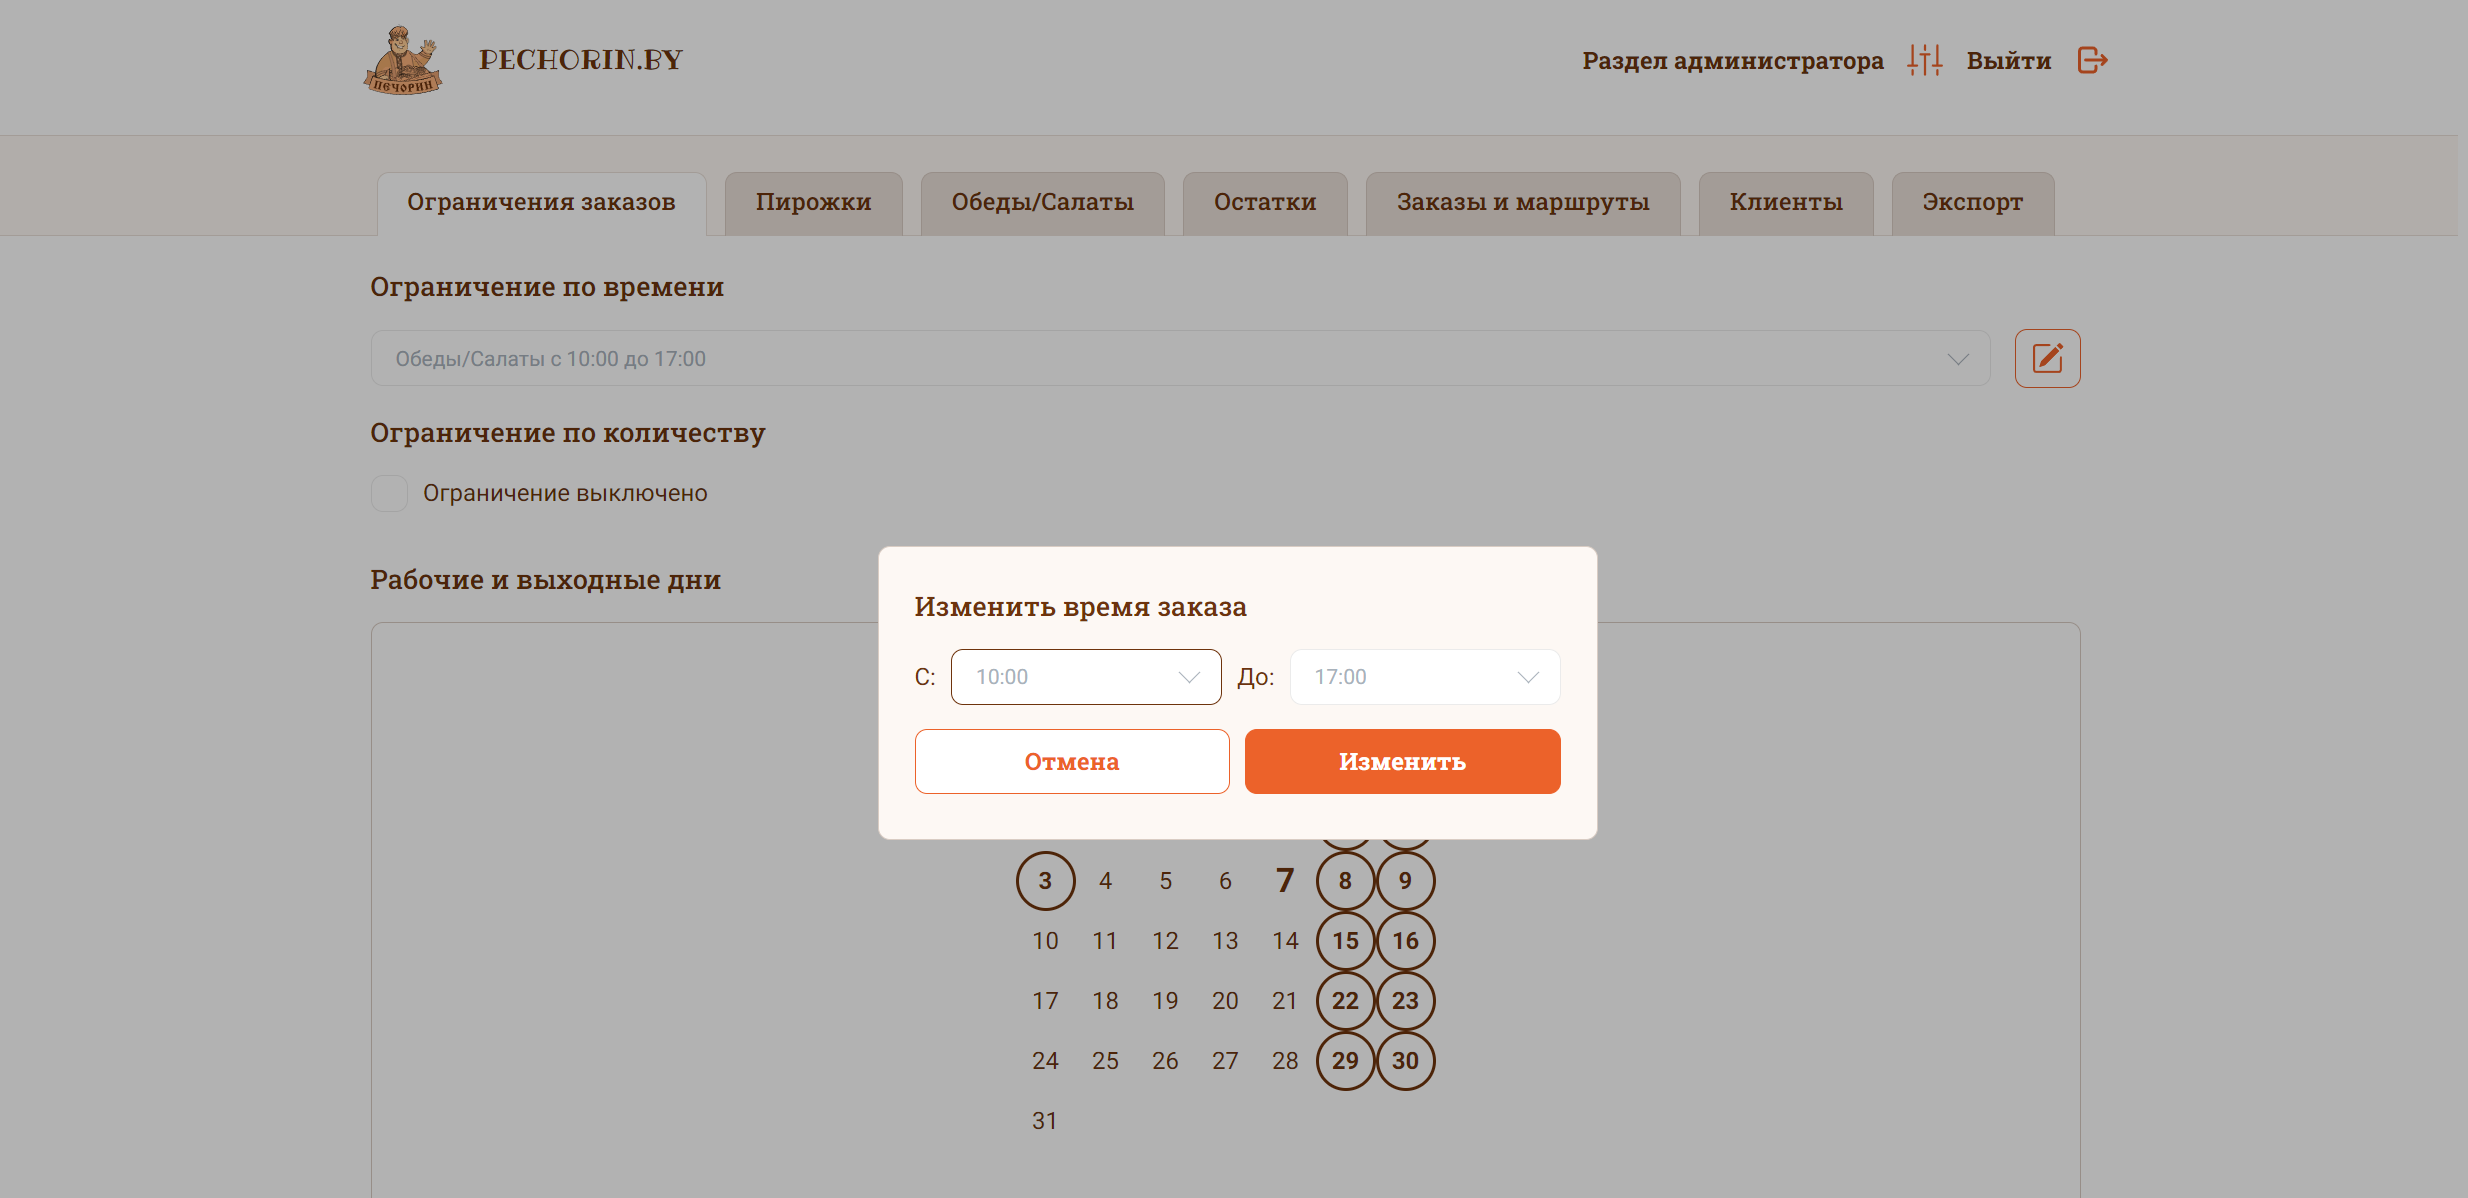 ПЕЧОРИН
PECHORIN.BY
Раздел администратора
Выйти
Ограничения заказов
Пирожки
Обеды/Салаты
Остатки
Заказы и маршруты
Клиенты
Экспорт
Ограничение по времени
Обеды/Салаты с 10:00 до 17:00
Ограничение по количеству
Ограничение выключено
Рабочие и выходные дни
Изменить время заказа
С: 10:00 До: 17:00
Отмена Изменить
3 4 5 6 7 8 9
10 11 12 13 14 15 16
17 18 19 20 21 22 23
24 25 26 27 28 29 30
31